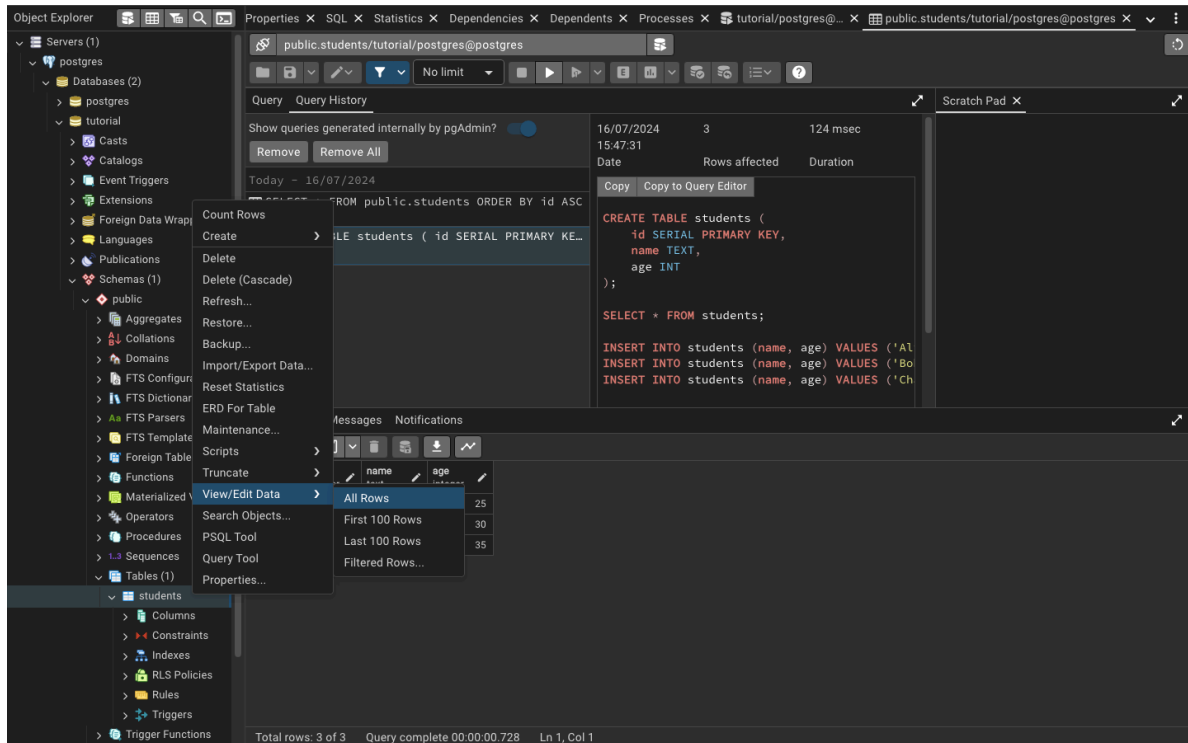 Object Explorer
Properties SQL Statistics Dependencies Dependents Processes tutorial/postgres@... public.students/tutorial/postgres@postgres
Servers (1)
postgres
Databases (2)
postgres
tutorial
Casts
Catalogs
Event Triggers
Extensions
Foreign Data Wrapp
Languages
Publications
Schemas (1)
public
Aggregates
Collations
Domains
FTS Configura
FTS Dictionar
FTS Parsers
FTS Template
Foreign Table
Functions
Materialized V
Operators
Procedures
1..3 Sequences
Tables (1)
students
Columns
Constraints
Indexes
RLS Policies
Rules
Triggers
Trigger Functions
Count Rows
Create
Delete
Delete (Cascade)
Refresh...
Restore...
Backup...
Import/Export Data...
Reset Statistics
ERD For Table
Maintenance...
Scripts
Truncate
View/Edit Data
Search Objects...
PSQL Tool
Query Tool
Properties...
All Rows
First 100 Rows
Last 100 Rows
Filtered Rows...
public.students/tutorial/postgres@postgres
No limit
Query Query History
Scratch Pad
Show queries generated internally by pgAdmin?
Remove Remove All
Today - 16/07/2024
FROM public.students ORDER BY id ASC
LE students ( id SERIAL PRIMARY KE…
16/07/2024 15:47:31 3 124 msec
Date Rows affected Duration
Copy Copy to Query Editor
CREATE TABLE students (
id SERIAL PRIMARY KEY,
name TEXT,
age INT
);
SELECT * FROM students;
INSERT INTO students (name, age) VALUES ('Al
INSERT INTO students (name, age) VALUES ('Bo
INSERT INTO students (name, age) VALUES ('Ch
Messages Notifications
name age
25
30
35
Total rows: 3 of 3 Query complete 00:00:00.728 Ln 1, Col 1